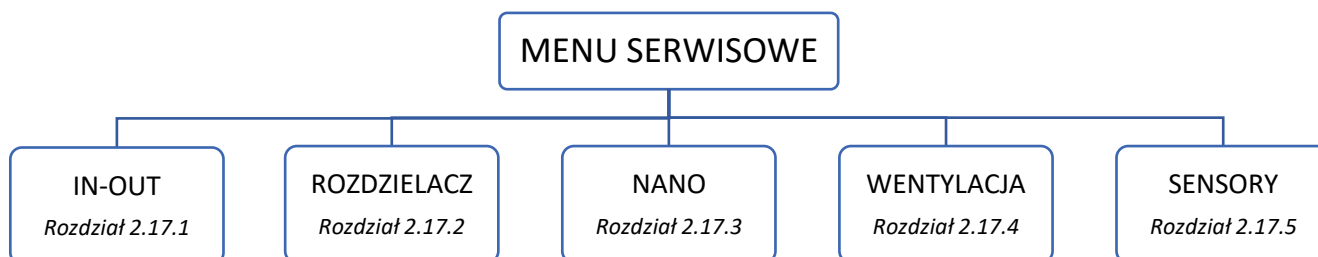 MENU SERWISOWE
IN-OUT
Rozdział 2.17.1
ROZDZIELACZ
Rozdział 2.17.2
NANO
Rozdział 2.17.3
WENTYLACJA
Rozdział 2.17.4
SENSORY
Rozdział 2.17.5